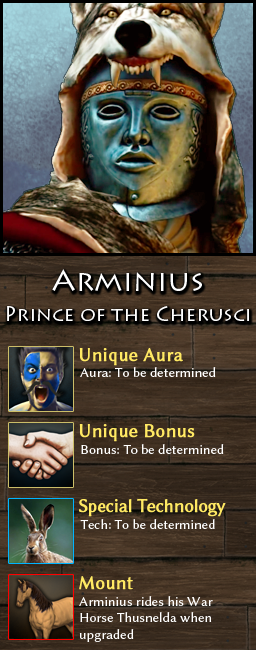 Arminius
Prince of the Cherusci
Unique Aura
Aura: To be determined
Unique Bonus
Bonus: To be determined
Special Technology
Tech: To be determined
Mount
Arminius rides his War
Horse Thusnelda when
upgraded